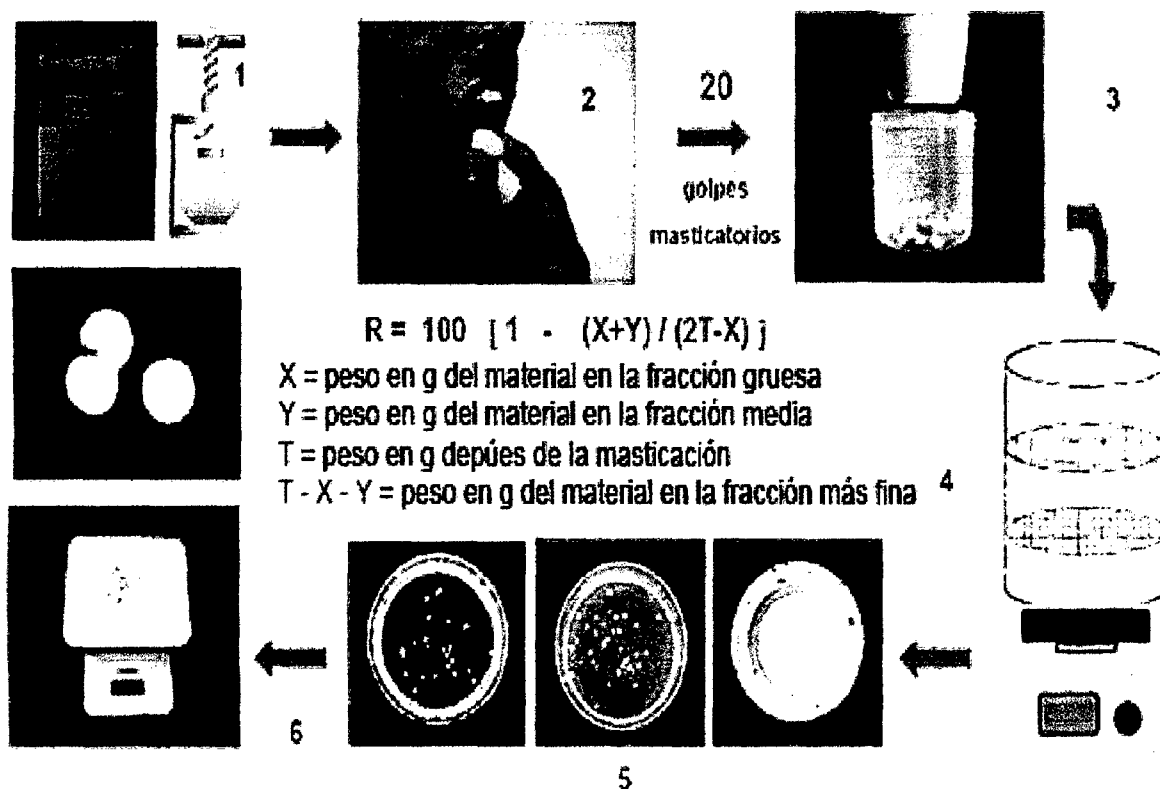 1
2
20
golpes
masticatorios
3
R = 100 [ 1 - (X+Y) / (2T-X) ]
X = peso en g del material en la fracción gruesa
Y = peso en g del material en la fracción media
T = peso en g depúes de la masticación
T - X - Y = peso en g del material en la fracción más fina
4
5
6